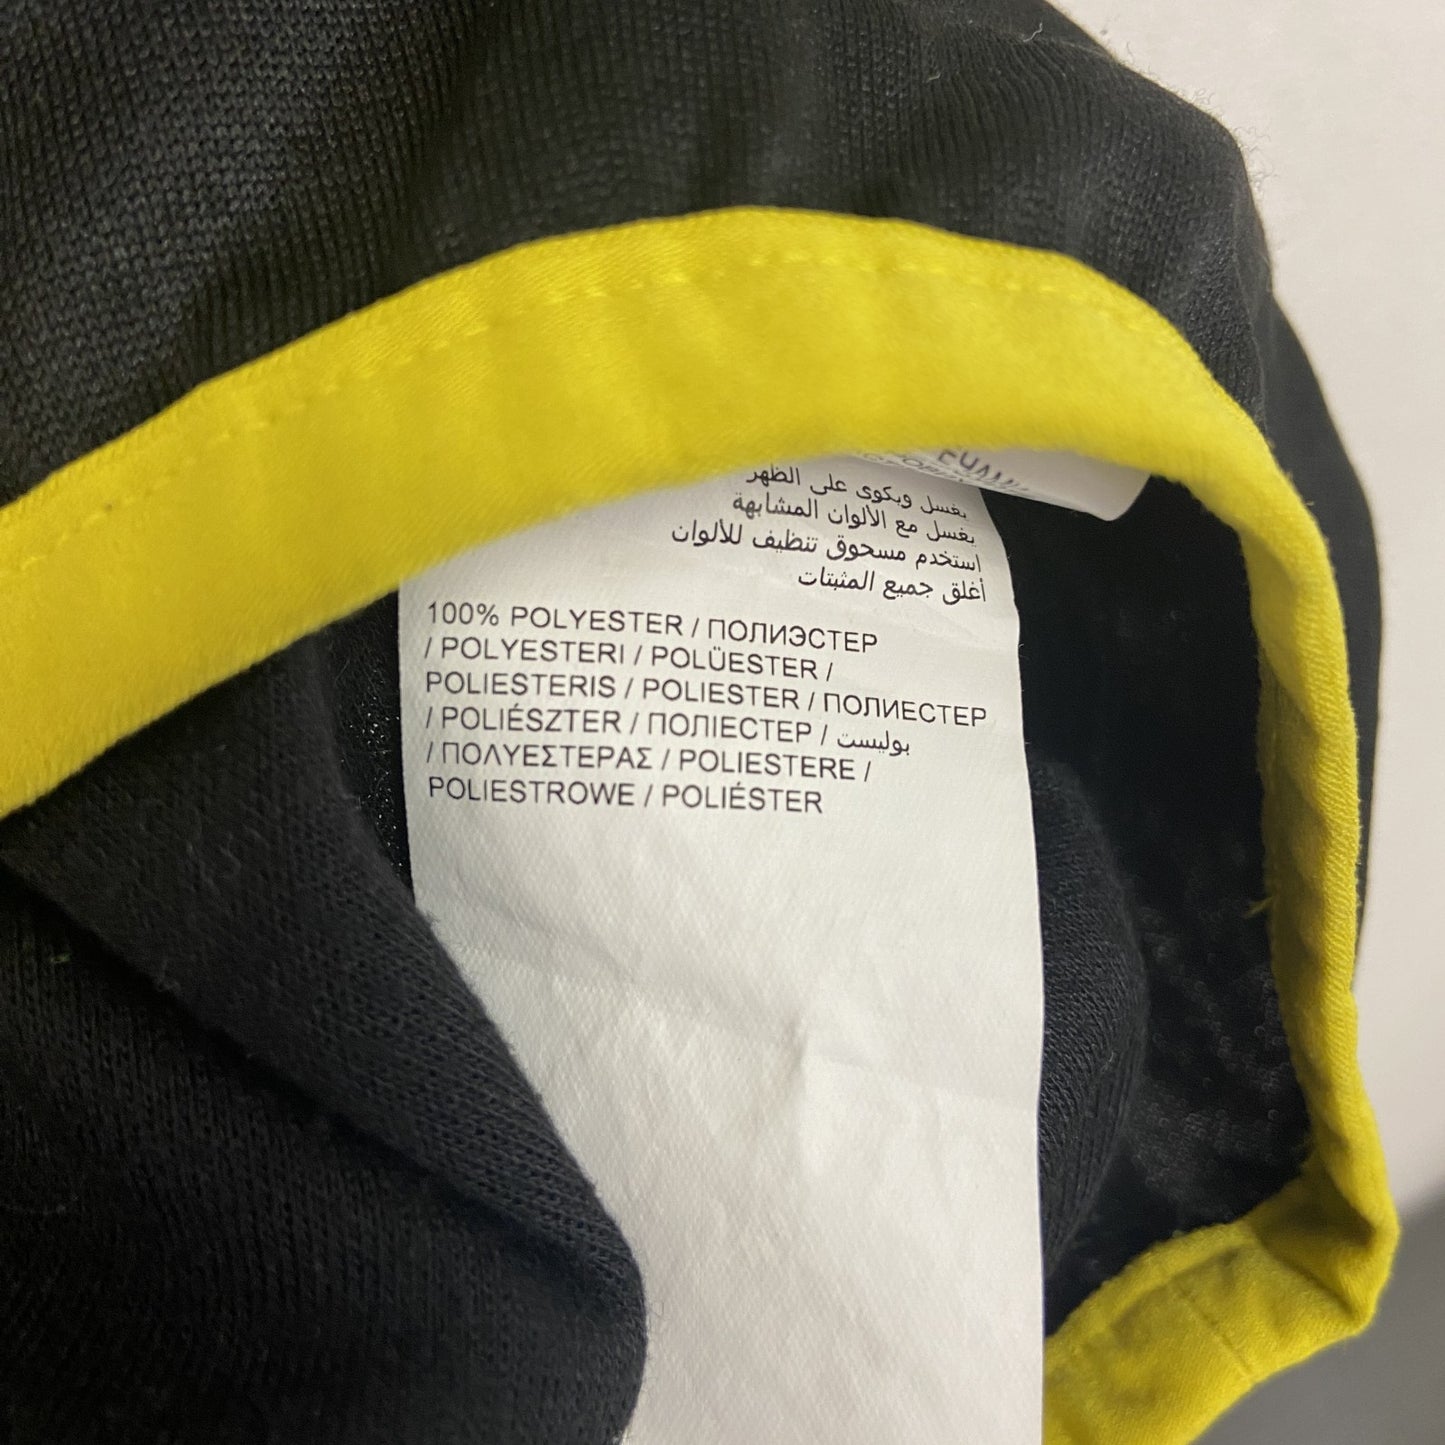 يغسل ويكوى على الظهر
يغسل مع الألوان المشابهة
استخدم مسحوق تنظيف للألوان
أغلق جميع المثبتات
100% POLYESTER / ПОЛИЭСТЕР
/ POLYESTERI / POLÜESTER /
POLIESTERIS / POLIESTER / ПОЛИЕСТЕР
/ POLIÉSZTER / ПОЛІЕСТЕР / بوليست
/ ΠΟΛΥΕΣΤΕΡΑΣ / POLIESTERE /
POLIESTROWE / POLIÉSTER